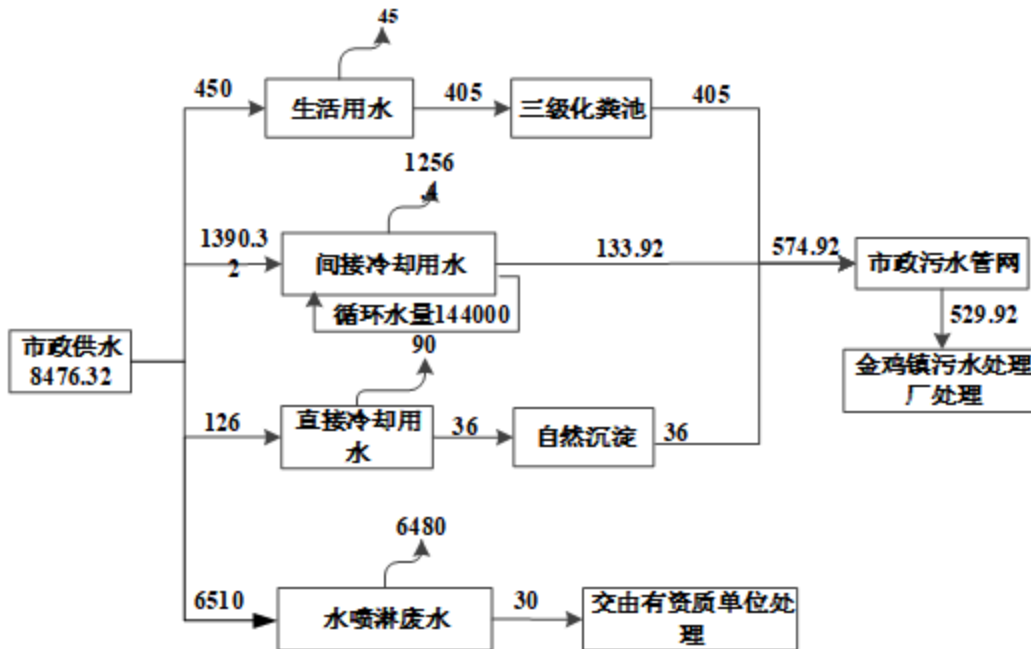 45
450
生活用水
405
三级化粪池
405
1256
.4
1390.3
2
间接冷却用水
133.92
574.92
市政污水管网
循环水量144000
529.92
市政供水
8476.32
90
金鸡镇污水处理
厂处理
126
直接冷却用
水
36
自然沉淀
36
6480
6510
水喷淋废水
30
交由有资质单位处
理